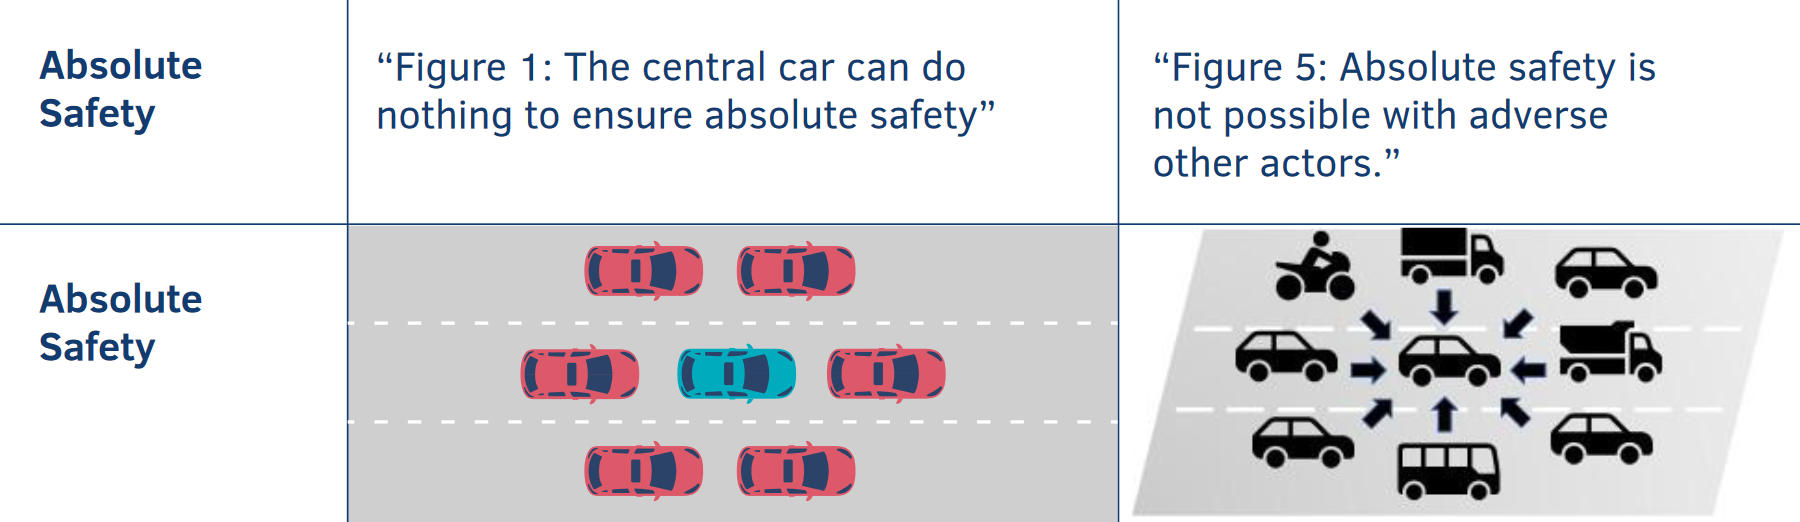 Absolute
Safety
“Figure 1: The central car can do
nothing to ensure absolute safety”
“Figure 5: Absolute safety is
not possible with adverse
other actors.”
Absolute
Safety